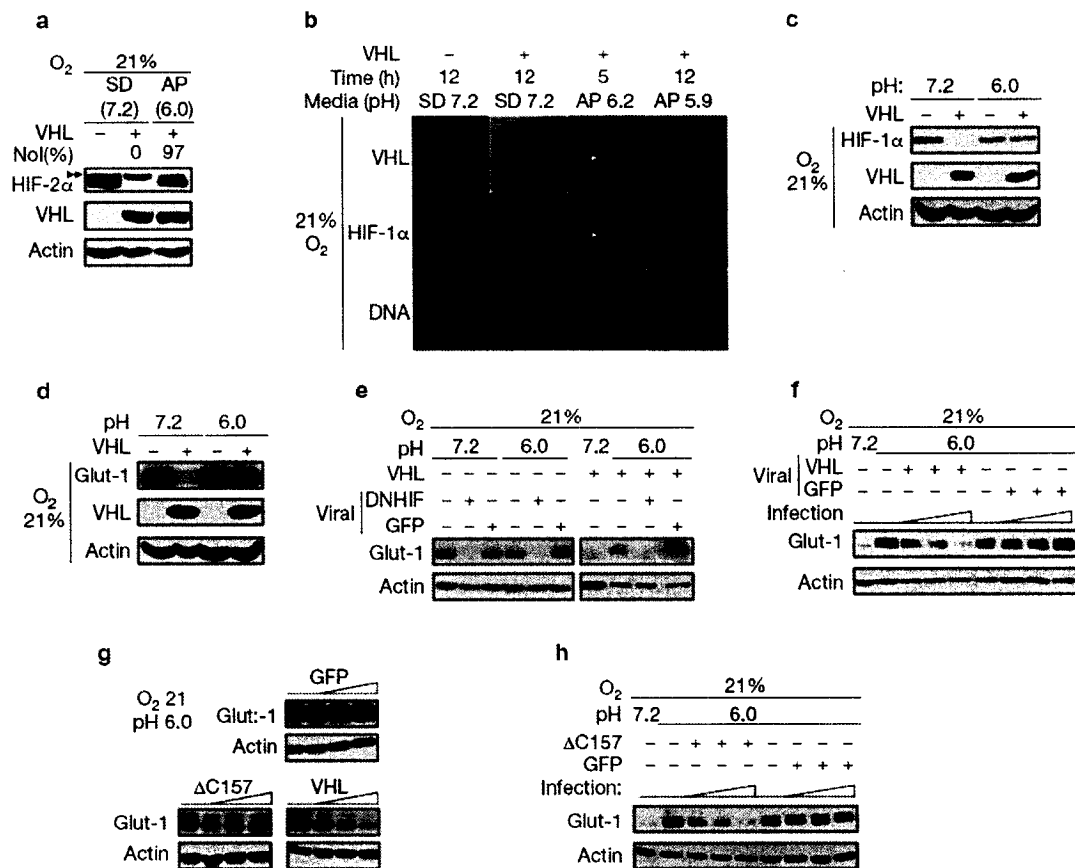 a
O2 21%
SD AP
(7.2) (6.0)
VHL – + +
Nol(%) 0 97
HIF-2α
VHL
Actin
b
VHL – + + +
Time (h) 12 12 5 12
Media (pH) SD 7.2 SD 7.2 AP 6.2 AP 5.9
21% O2
VHL
HIF-1α
DNA
c
pH: 7.2 6.0
VHL – + – +
O2 21%
HIF-1α
VHL
Actin
d
pH 7.2 6.0
VHL – + – +
O2 21%
Glut-1
VHL
Actin
e
O2 21%
pH 7.2 6.0 7.2 6.0
VHL – – – – – – + + + +
Viral
DNHIF – + – – + – – – + –
GFP – – + – – + – – – +
Glut-1
Actin
f
O2 21%
pH 7.2 6.0
Viral
VHL – – + + + – – – –
GFP – – – – – – + + +
Infection
Glut-1
Actin
g
O2 21
pH 6.0
GFP
Glut:-1
Actin
ΔC157 VHL
Glut-1
Actin
h
O2 21%
pH 7.2 6.0
ΔC157 – – + + + – – – –
GFP – – – – – – + + +
Infection:
Glut-1
Actin